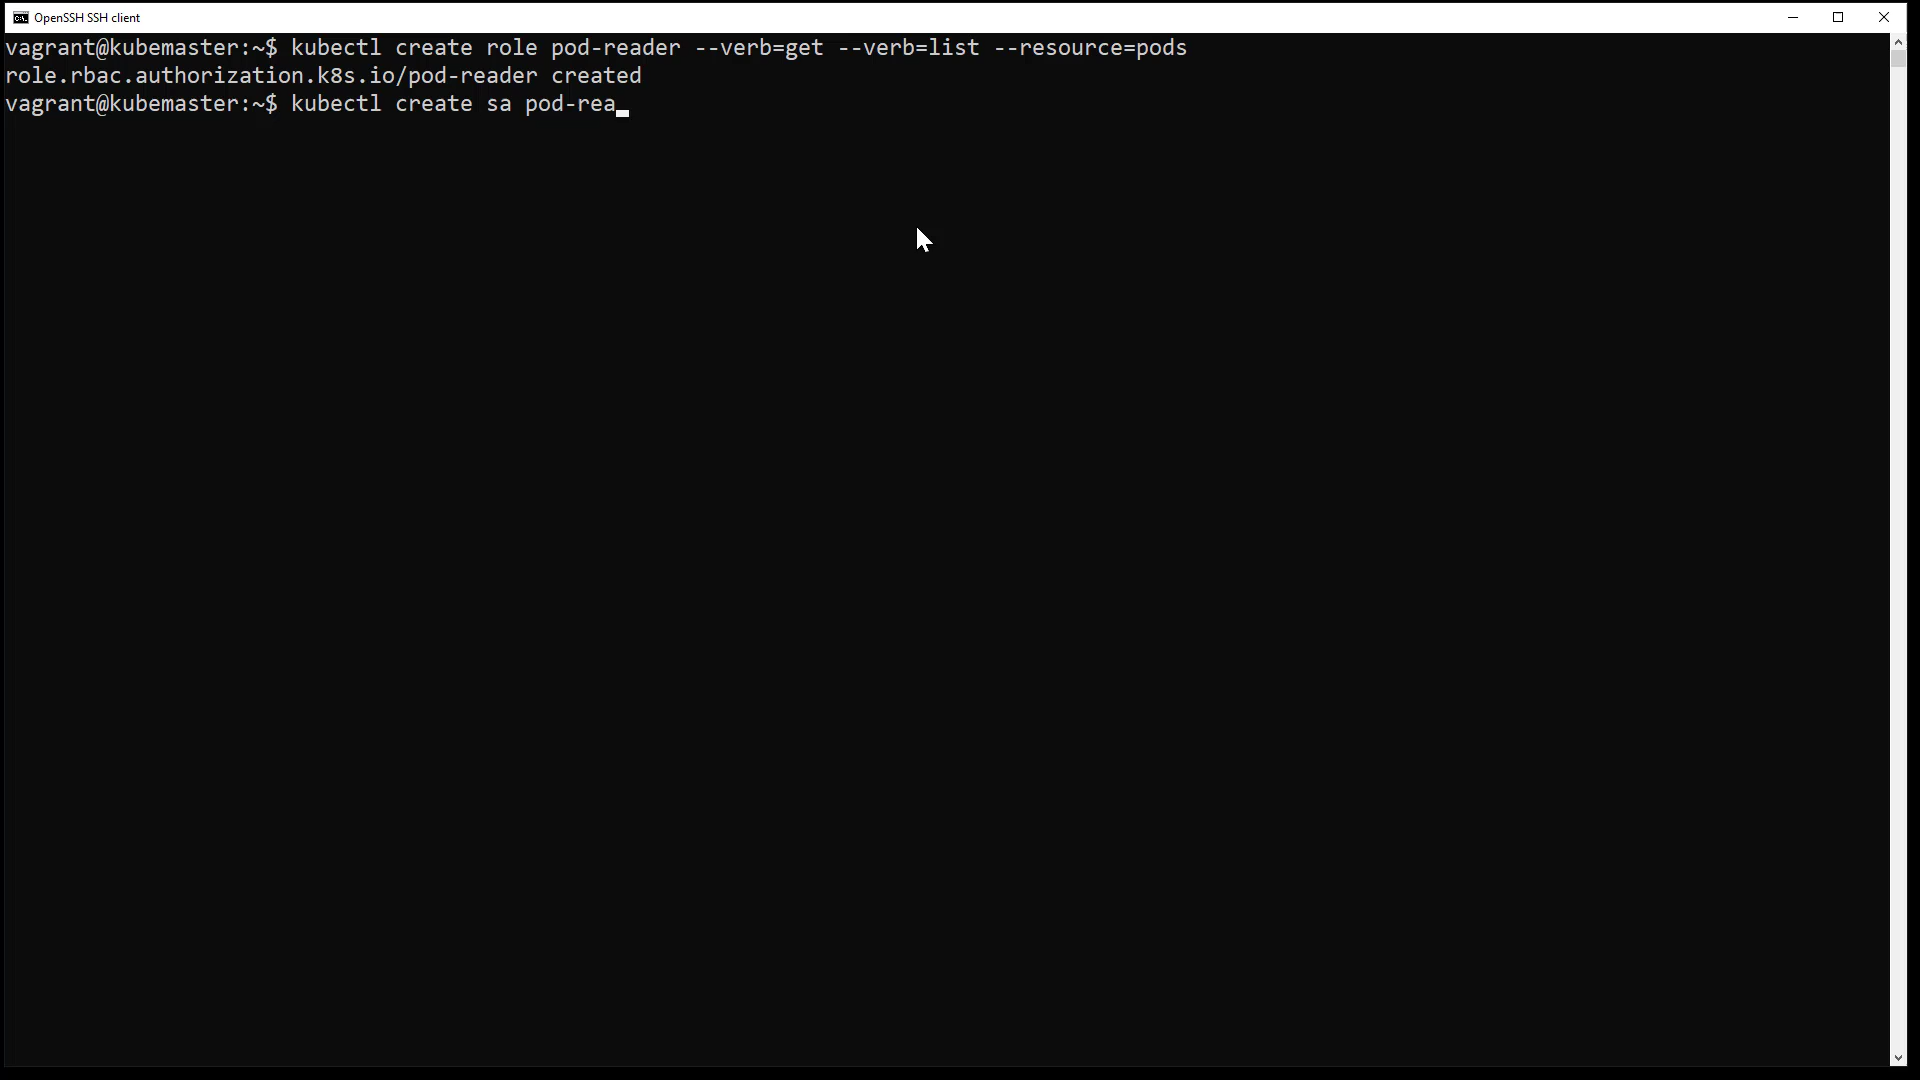 OpenSSH SSH client
vagrant@kubemaster:~$ kubectl create role pod-reader --verb=get --verb=list --resource=pods
role.rbac.authorization.k8s.io/pod-reader created
vagrant@kubemaster:~$ kubectl create sa pod-rea